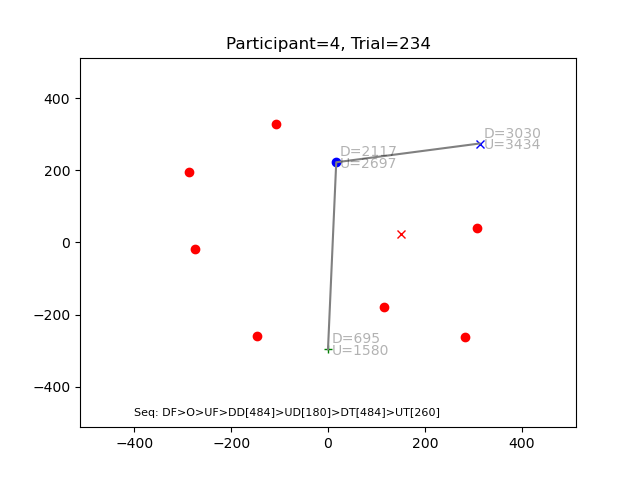 Participant=4, Trial=234
400
200
0
−200
−400
D=2117
U=2697
D=3030
U=3434
D=695
U=1580
Seq: DF>O>UF>DD[484]>UD[180]>DT[484]>UT[260]
−400
−200
0
200
400